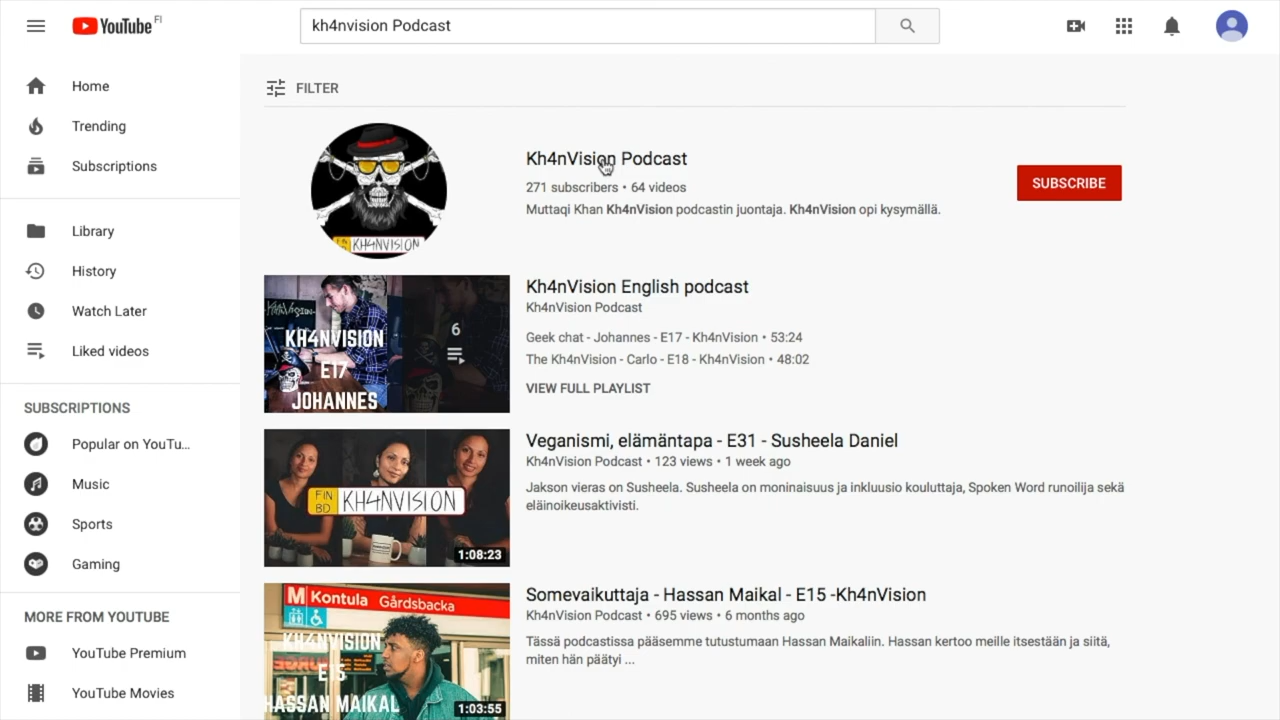 YouTube FI
kh4nvision Podcast
Home
Trending
Subscriptions
Library
History
Watch Later
Liked videos
SUBSCRIPTIONS
Popular on YouTu...
Music
Sports
Gaming
MORE FROM YOUTUBE
YouTube Premium
YouTube Movies
FILTER
KH4NVISION
Kh4nVision Podcast
271 subscribers • 64 videos
Muttaqi Khan Kh4nVision podcastin juontaja. Kh4nVision opi kysymällä.
SUBSCRIBE
KH4NVISION
E17
JOHANNES
6
Kh4nVision English podcast
Kh4nVision Podcast
Geek chat - Johannes - E17 - Kh4nVision • 53:24
The Kh4nVision - Carlo - E18 - Kh4nVision • 48:02
VIEW FULL PLAYLIST
FIN
BD
KH4NVISION
1:08:23
Veganismi, elämäntapa - E31 - Susheela Daniel
Kh4nVision Podcast • 123 views • 1 week ago
Jakson vieras on Susheela. Susheela on moninaisuus ja inkluusio kouluttaja, Spoken Word runoilija sekä
eläinoikeusaktivisti.
M Kontula Gårdsbacka
KH4NVISION
E15
HASSAN MAIKAL
1:03:55
Somevaikuttaja - Hassan Maikal - E15 -Kh4nVision
Kh4nVision Podcast • 695 views • 6 months ago
Tässä podcastissa pääsemme tutustumaan Hassan Maikaliin. Hassan kertoo meille itsestään ja siitä,
miten hän päätyi ...